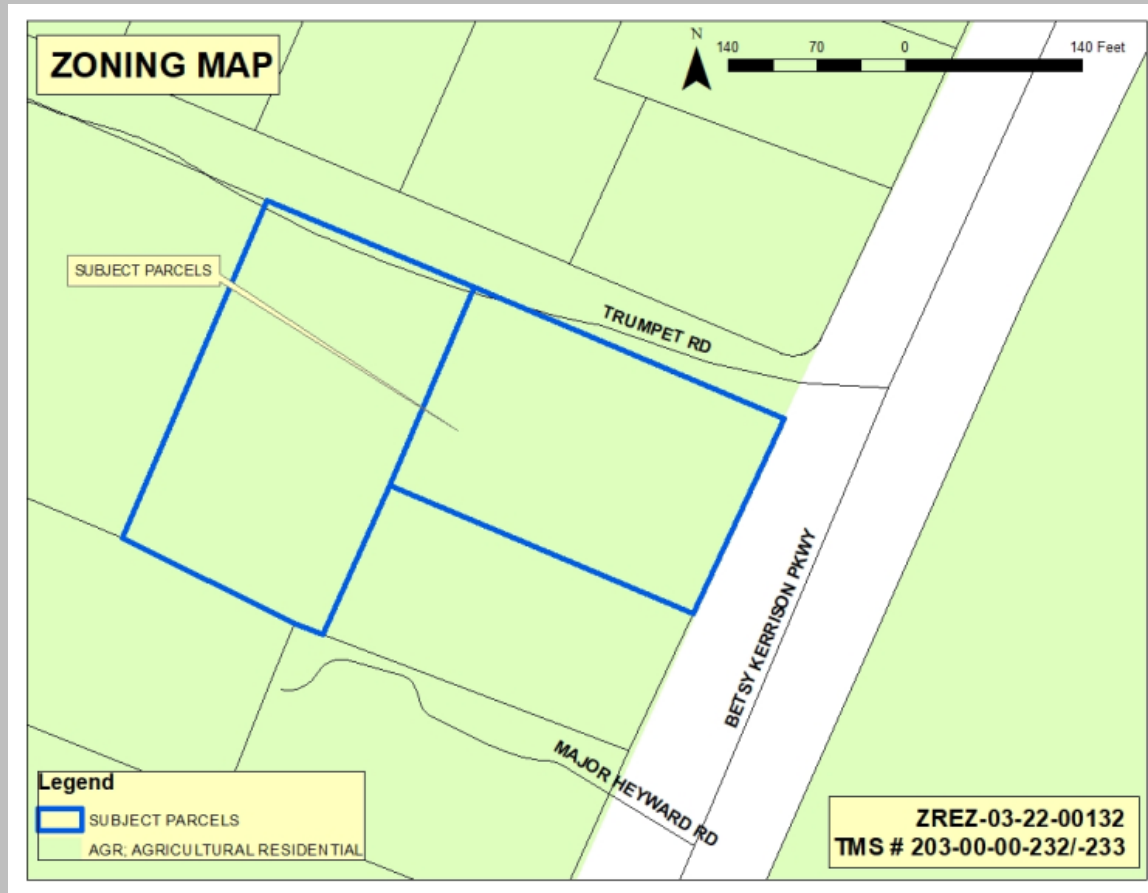 ZONING MAP
N
140 70 0 140 Feet
SUBJECT PARCELS
TRUMPET RD
BETSY KERRISON PKWY
MAJOR HEYWARD RD
Legend
SUBJECT PARCELS
AGR; AGRICULTURAL RESIDENTIAL
ZREZ-03-22-00132
TMS # 203-00-00-232/-233